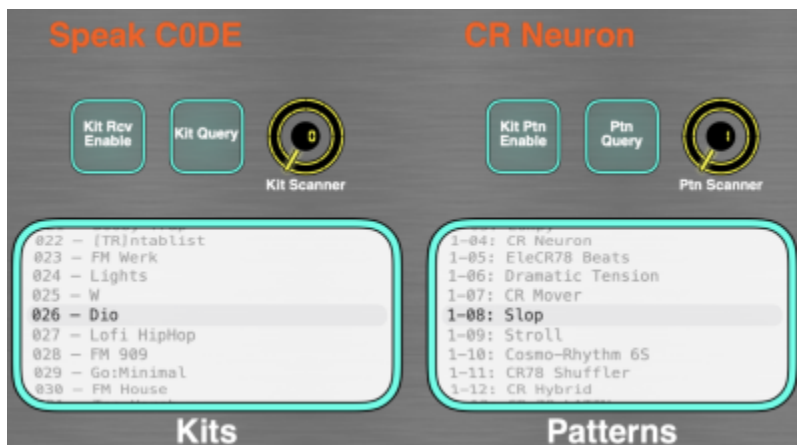 Speak C0DE
Kit Rcv
Enable
Kit Query
0
Kit Scanner
022 – [TR]ntablist
023 – FM Werk
024 – Lights
025 – W
026 – Dio
027 – Lofi HipHop
028 – FM 909
029 – Go:Minimal
030 – FM House
Kits
CR Neuron
Kit Ptn
Enable
Ptn
Query
1
Ptn Scanner
1-04: CR Neuron
1-05: EleCR78 Beats
1-06: Dramatic Tension
1-07: CR Mover
1-08: Slop
1-09: Stroll
1-10: Cosmo-Rhythm 6S
1-11: CR78 Shuffler
1-12: CR Hybrid
Patterns